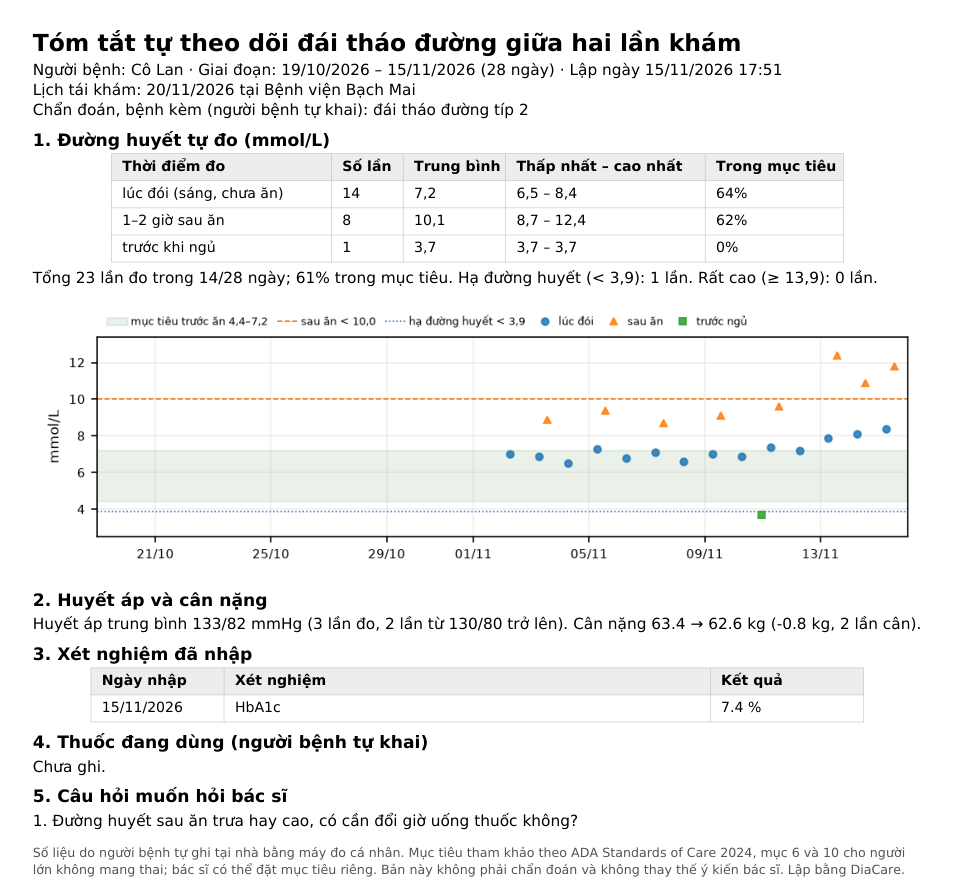 Tóm tắt tự theo dõi đái tháo đường giữa hai lần khám
Người bệnh: Cô Lan · Giai đoạn: 19/10/2026 – 15/11/2026 (28 ngày) · Lập ngày 15/11/2026 17:51
Lịch tái khám: 20/11/2026 tại Bệnh viện Bạch Mai
Chẩn đoán, bệnh kèm (người bệnh tự khai): đái tháo đường típ 2
1. Đường huyết tự đo (mmol/L)
Thời điểm đo Số lần Trung bình Thấp nhất – cao nhất Trong mục tiêu
lúc đói (sáng, chưa ăn) 14 7,2 6,5 – 8,4 64%
1–2 giờ sau ăn 8 10,1 8,7 – 12,4 62%
trước khi ngủ 1 3,7 3,7 – 3,7 0%
Tổng 23 lần đo trong 14/28 ngày; 61% trong mục tiêu. Hạ đường huyết (< 3,9): 1 lần. Rất cao (≥ 13,9): 0 lần.
mục tiêu trước ăn 4,4–7,2 sau ăn < 10,0 hạ đường huyết < 3,9 lúc đói sau ăn trước ngủ
mmol/L
12
10
8
6
4
21/10 25/10 29/10 01/11 05/11 09/11 13/11
2. Huyết áp và cân nặng
Huyết áp trung bình 133/82 mmHg (3 lần đo, 2 lần từ 130/80 trở lên). Cân nặng 63.4 → 62.6 kg (-0.8 kg, 2 lần cân).
3. Xét nghiệm đã nhập
Ngày nhập Xét nghiệm Kết quả
15/11/2026 HbA1c 7.4 %
4. Thuốc đang dùng (người bệnh tự khai)
Chưa ghi.
5. Câu hỏi muốn hỏi bác sĩ
1. Đường huyết sau ăn trưa hay cao, có cần đổi giờ uống thuốc không?
Số liệu do người bệnh tự ghi tại nhà bằng máy đo cá nhân. Mục tiêu tham khảo theo ADA Standards of Care 2024, mục 6 và 10 cho người
lớn không mang thai; bác sĩ có thể đặt mục tiêu riêng. Bản này không phải chẩn đoán và không thay thế ý kiến bác sĩ. Lập bằng DiaCare.